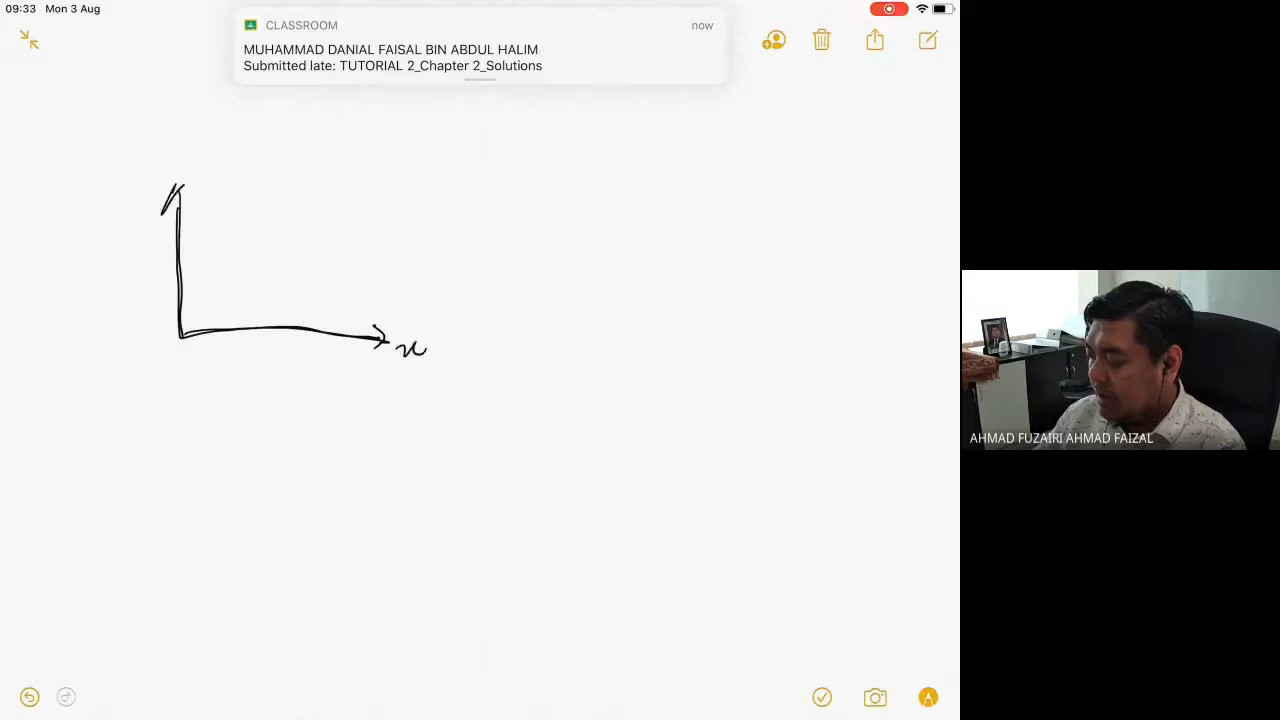 09:33 Mon 3 Aug
CLASSROOM now
MUHAMMAD DANIAL FAISAL BIN ABDUL HALIM
Submitted late: TUTORIAL 2_Chapter 2_Solutions
x
AHMAD FUZAIRI AHMAD FAIZAL